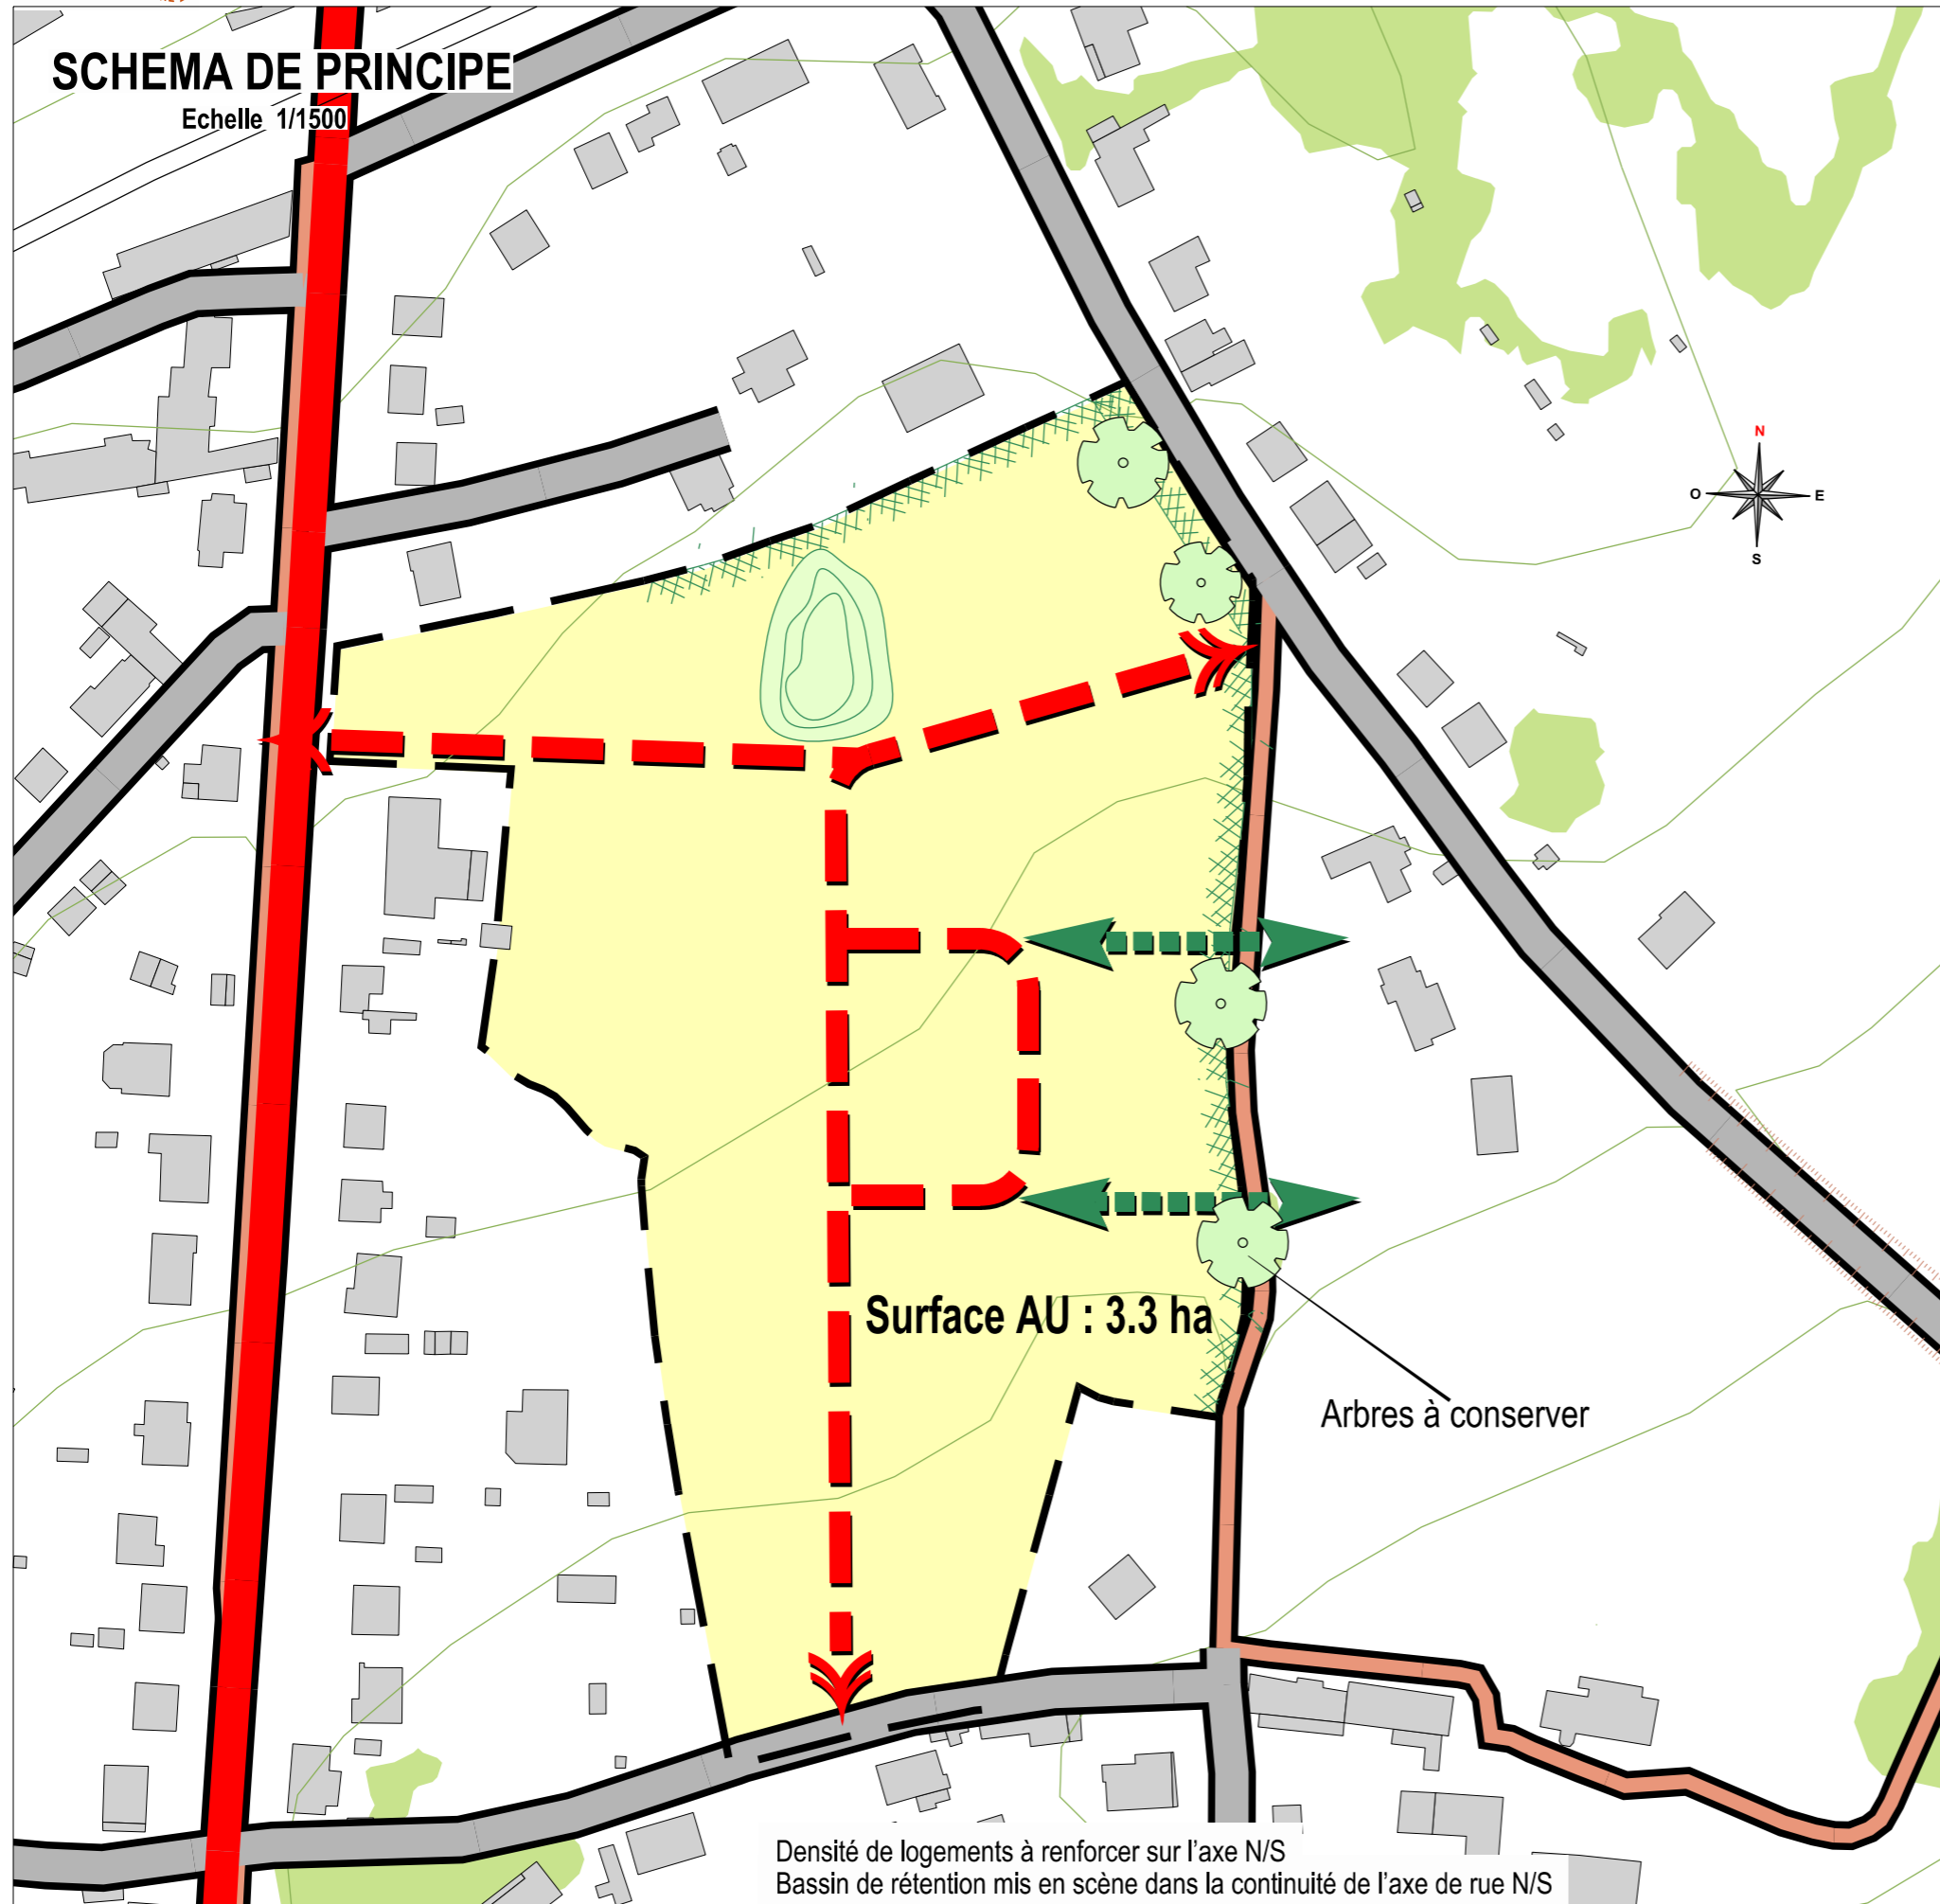 SCHEMA DE PRINCIPE
Echelle 1/1500
N
O
E
S
Surface AU : 3.3 ha
Arbres à conserver
Densité de logements à renforcer sur l'axe N/S
Bassin de rétention mis en scène dans la continuité de l'axe de rue N/S